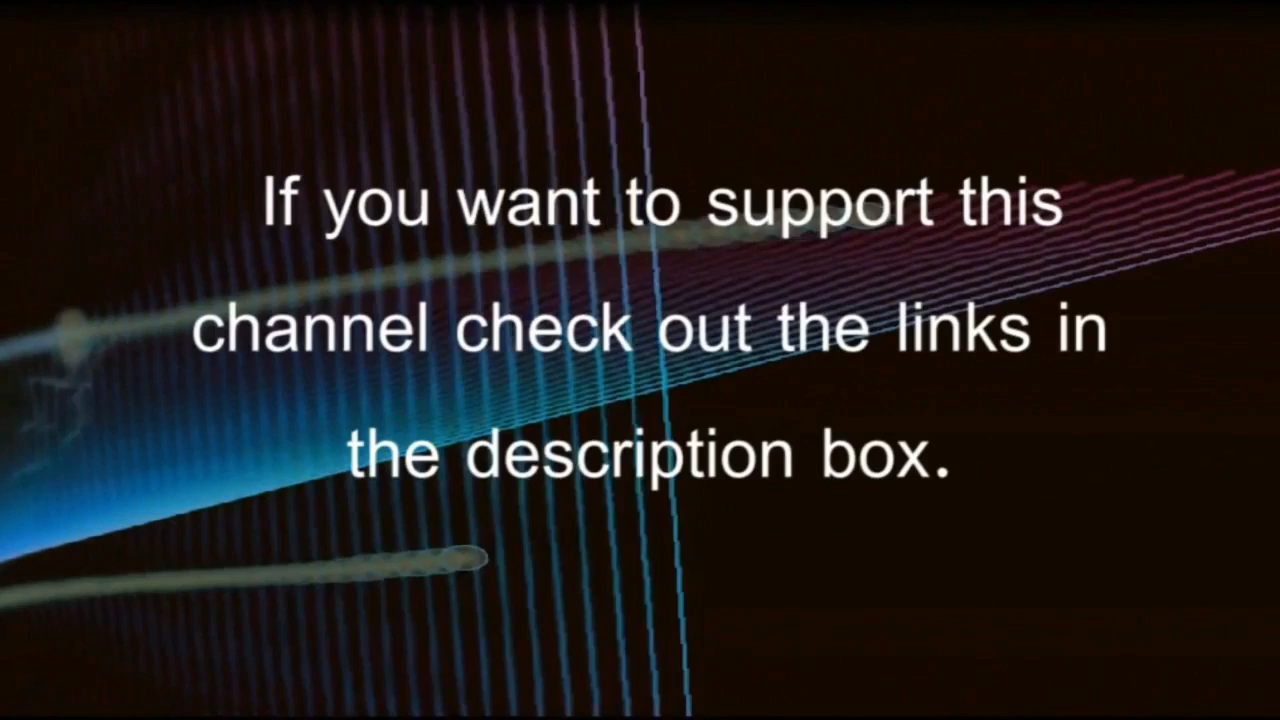 If you want to support this
channel check out the links in
the description box.